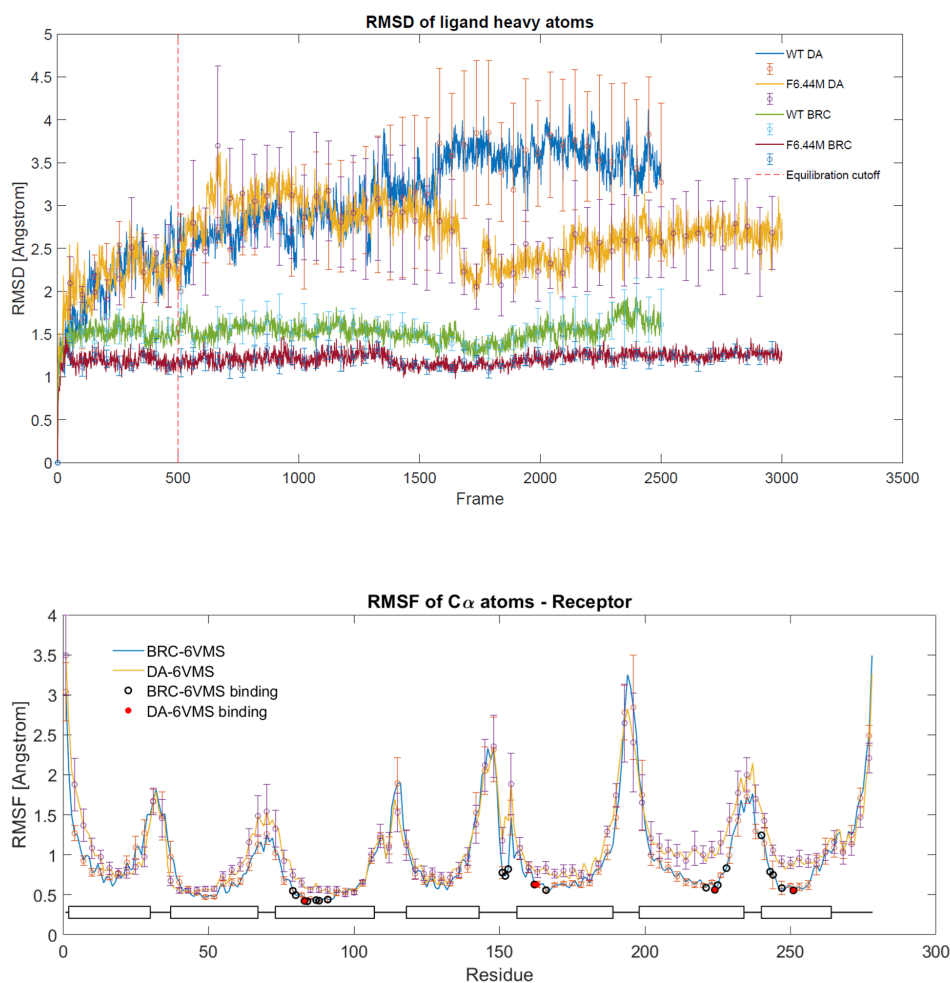 RMSD of ligand heavy atoms
5
4.5
4
3.5
3
2.5
2
1.5
1
0.5
0
RMSD [Angstrom]
WT DA
F6.44M DA
WT BRC
F6.44M BRC
Equilibration cutoff
0 500 1000 1500 2000 2500 3000 3500
Frame
RMSF of Cα atoms - Receptor
4
3.5
3
2.5
2
1.5
1
0.5
0
RMSF [Angstrom]
BRC-6VMS
DA-6VMS
BRC-6VMS binding
DA-6VMS binding
0 50 100 150 200 250 300
Residue